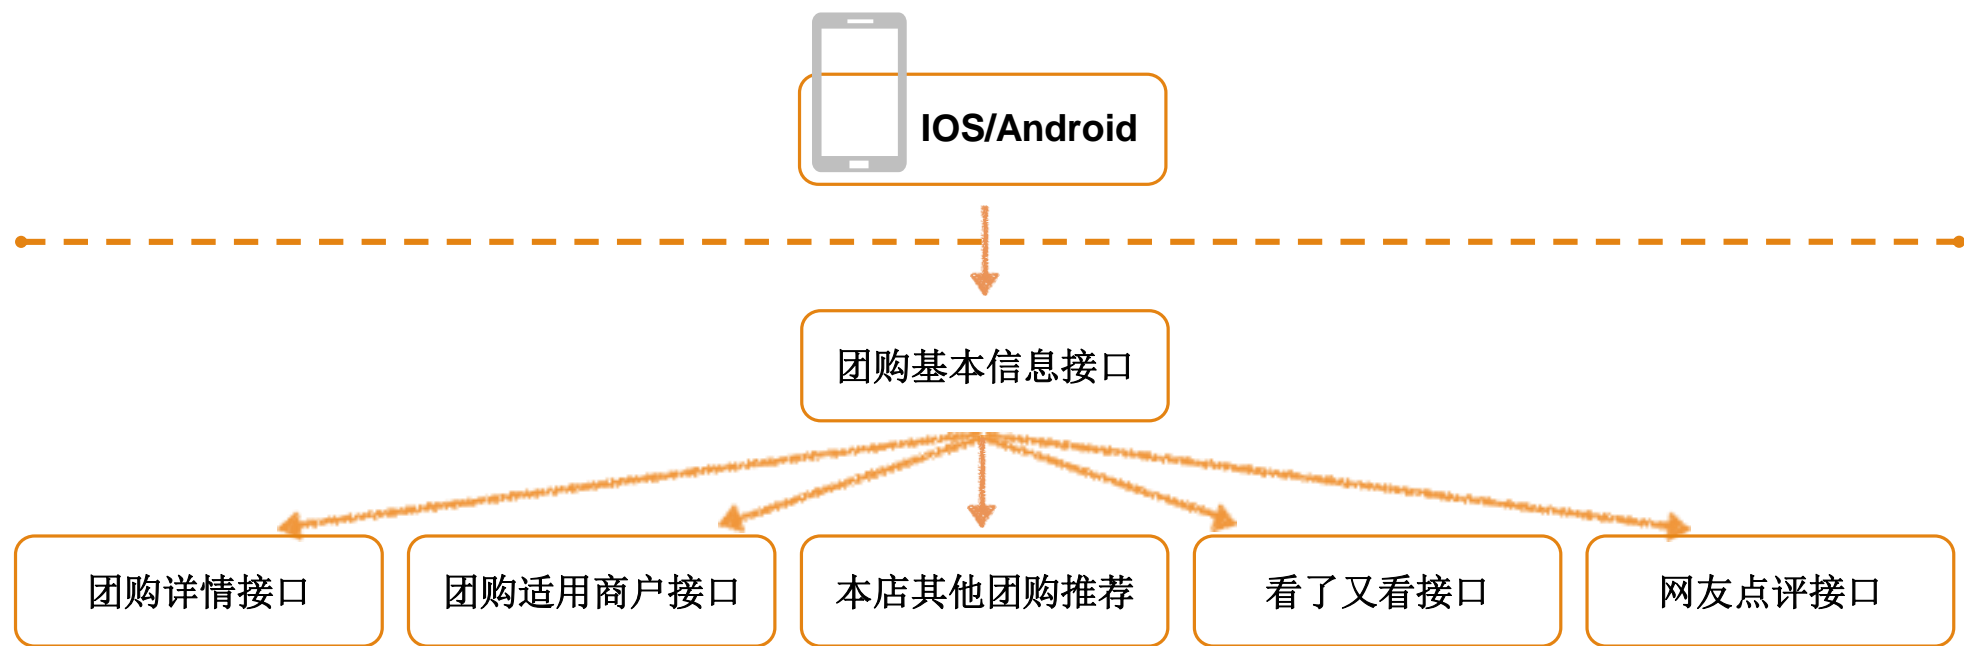 IOS/Android
团购基本信息接口
团购详情接口
团购适用商户接口
本店其他团购推荐
看了又看接口
网友点评接口